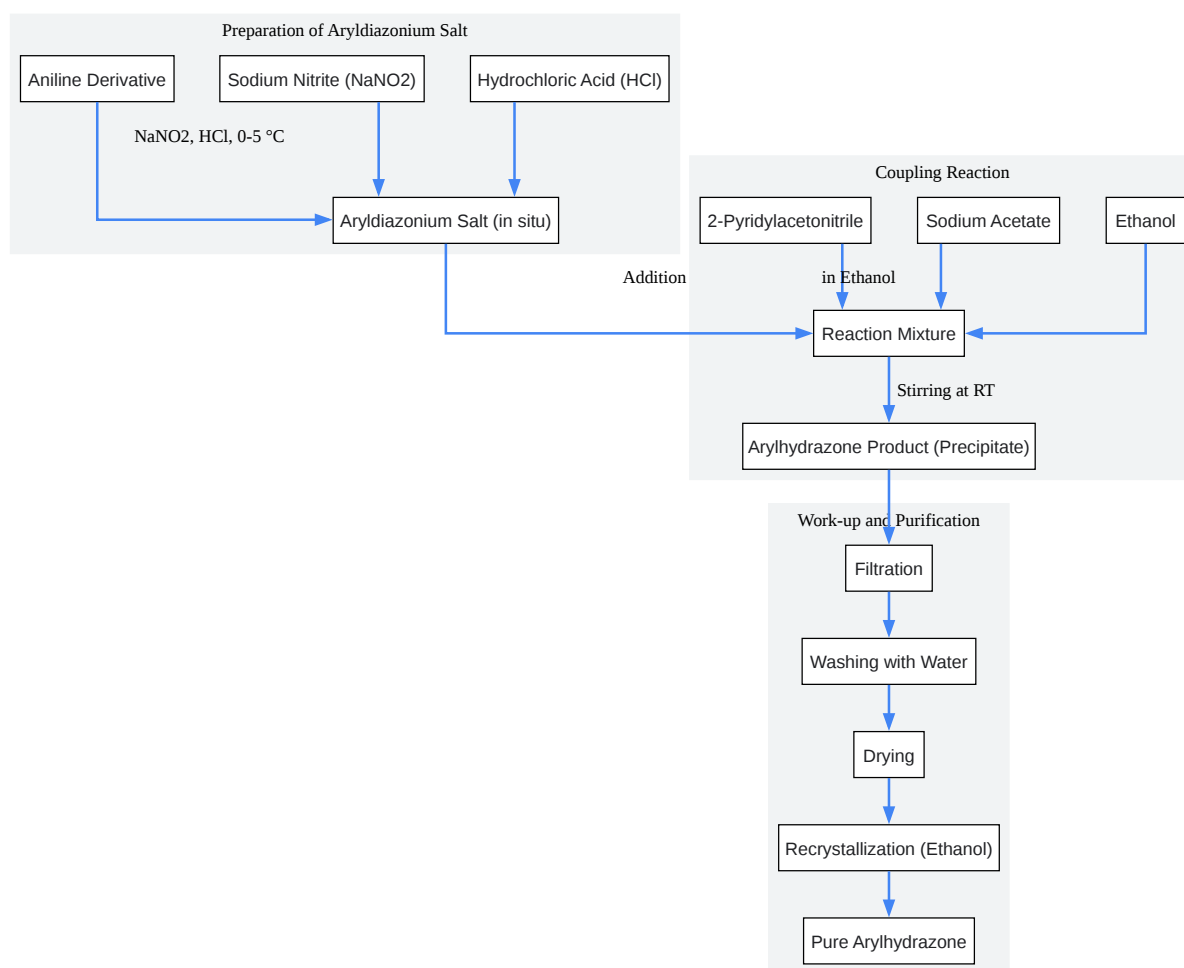 Preparation of Aryldiazonium Salt
Aniline Derivative
Sodium Nitrite (NaNO2)
Hydrochloric Acid (HCl)
NaNO2, HCl, 0-5 °C
Aryldiazonium Salt (in situ)
Coupling Reaction
2-Pyridylacetonitrile
Sodium Acetate
Ethanol
Addition
in Ethanol
Reaction Mixture
Stirring at RT
Arylhydrazone Product (Precipitate)
Work-up and Purification
Filtration
Washing with Water
Drying
Recrystallization (Ethanol)
Pure Arylhydrazone